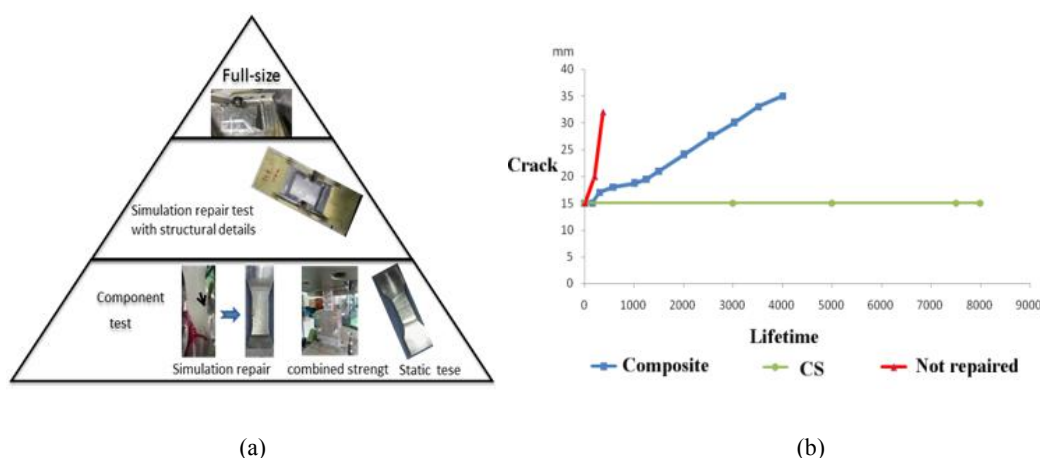 Full-size
Simulation repair test
with structural details
Component
test
Simulation repair
combined strengt
Static tese
(a)
mm
40
35
30
25
20
15
10
5
0
Crack
0 1000 2000 3000 4000 5000 6000 7000 8000 9000
Lifetime
Composite CS Not repaired
(b)